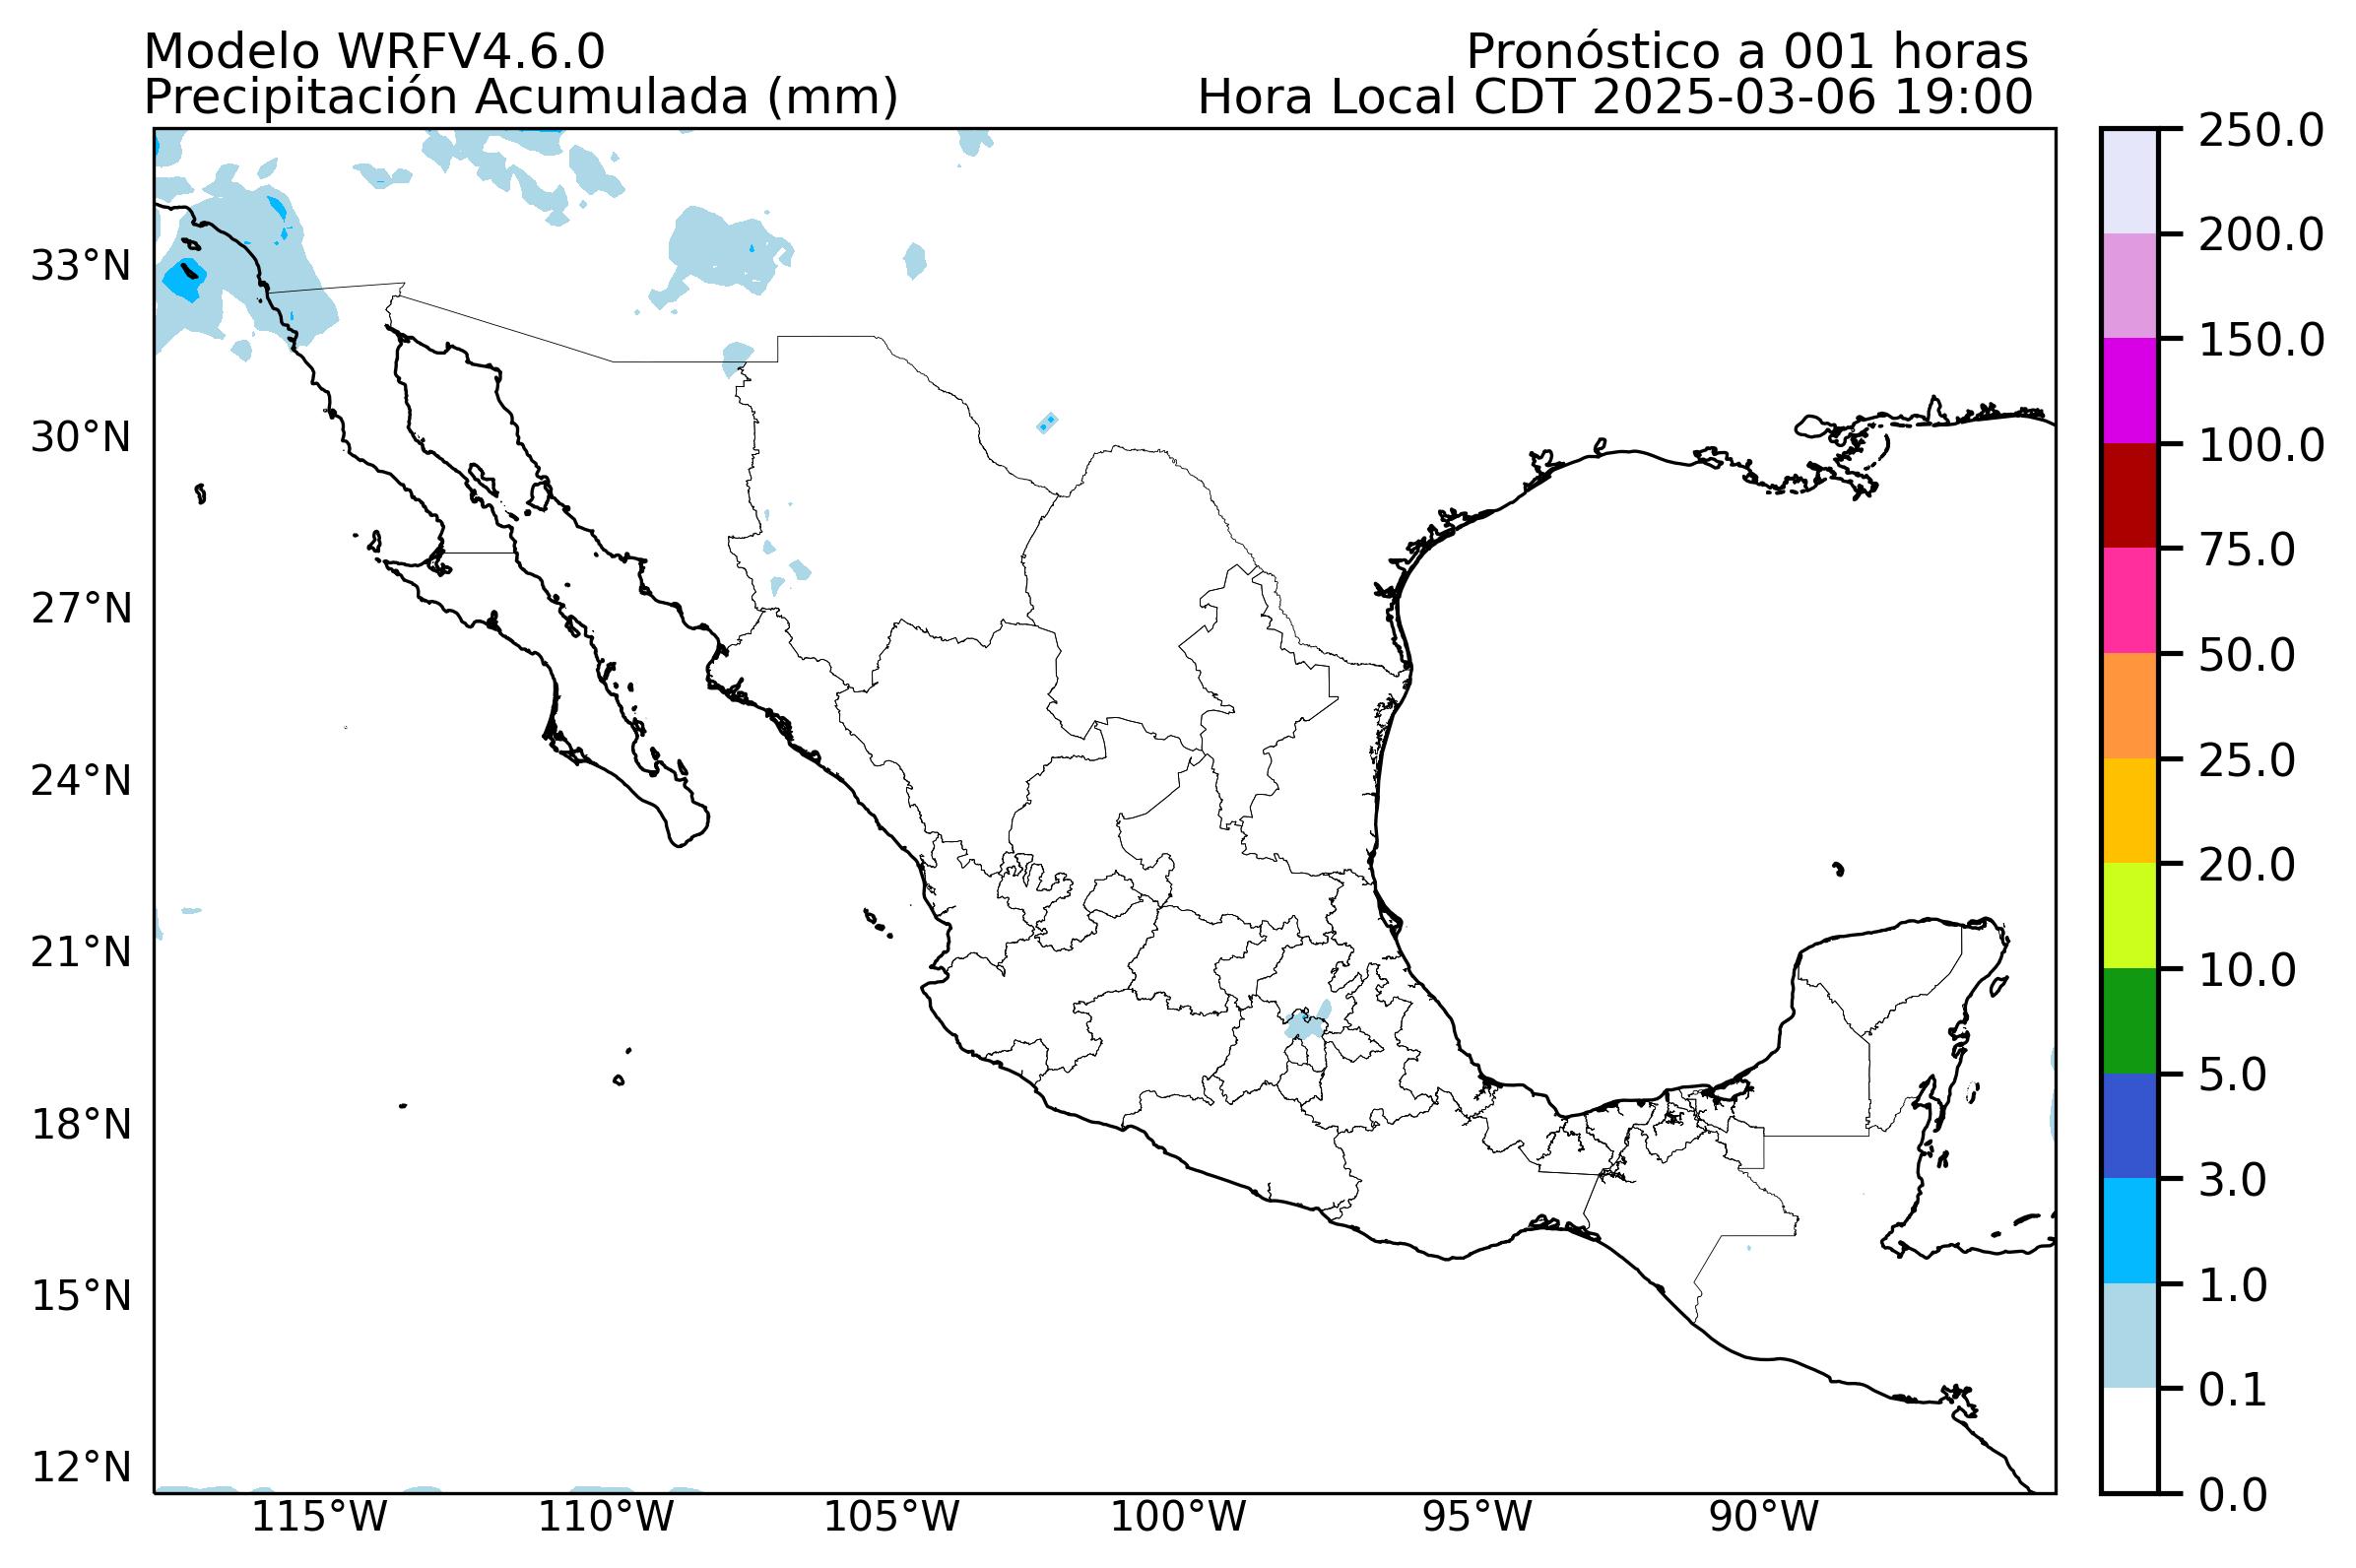 Modelo WRFV4.6.0
Precipitación Acumulada (mm)
Pronóstico a 001 horas
Hora Local CDT 2025-03-06 19:00
33°N
30°N
27°N
24°N
21°N
18°N
15°N
12°N
115°W
110°W
105°W
100°W
95°W
90°W
250.0
200.0
150.0
100.0
75.0
50.0
25.0
20.0
10.0
5.0
3.0
1.0
0.1
0.0